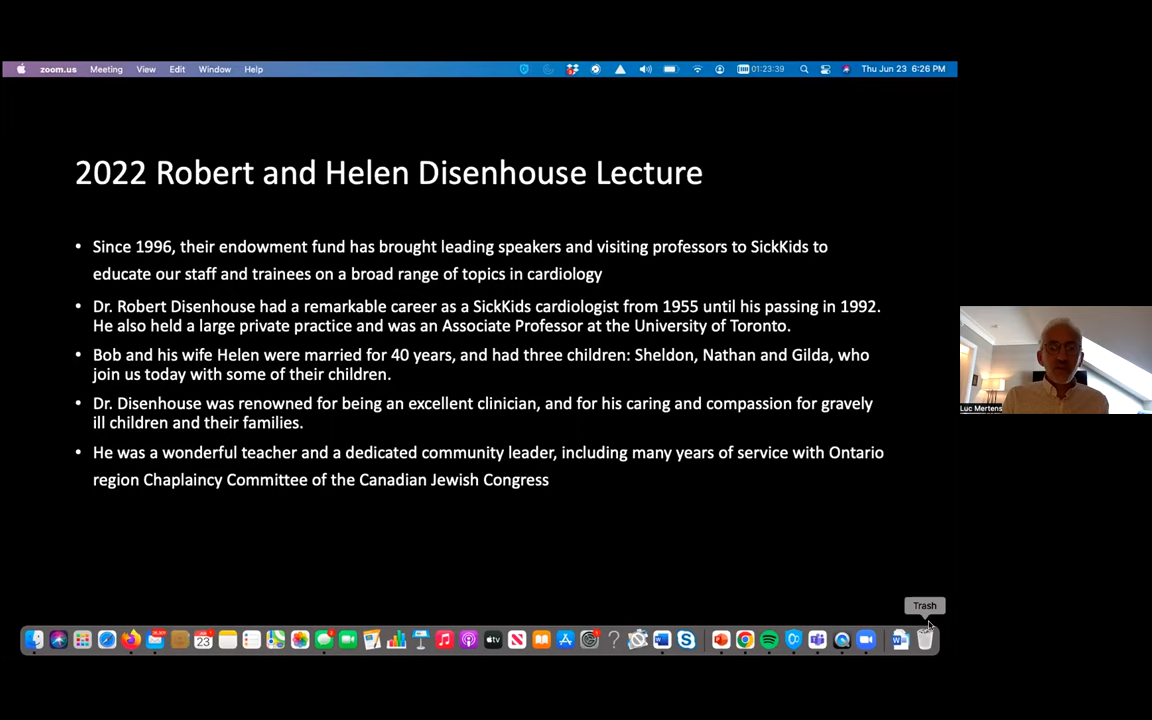 zoom.us Meeting View Edit Window Help 01:23:39 Thu Jun 23 6:26 PM
2022 Robert and Helen Disenhouse Lecture
• Since 1996, their endowment fund has brought leading speakers and visiting professors to SickKids to
educate our staff and trainees on a broad range of topics in cardiology
• Dr. Robert Disenhouse had a remarkable career as a SickKids cardiologist from 1955 until his passing in 1992.
He also held a large private practice and was an Associate Professor at the University of Toronto.
• Bob and his wife Helen were married for 40 years, and had three children: Sheldon, Nathan and Gilda, who
join us today with some of their children.
• Dr. Disenhouse was renowned for being an excellent clinician, and for his caring and compassion for gravely
ill children and their families.
• He was a wonderful teacher and a dedicated community leader, including many years of service with Ontario
region Chaplaincy Committee of the Canadian Jewish Congress
Luc Mertens
Trash
23
tv